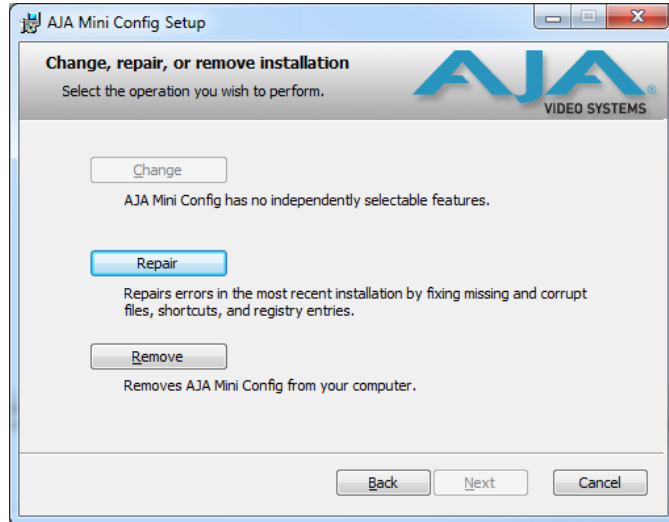 AJA Mini Config Setup
Change, repair, or remove installation
Select the operation you wish to perform.
AJA®
VIDEO SYSTEMS
Change
AJA Mini Config has no independently selectable features.
Repair
Repairs errors in the most recent installation by fixing missing and corrupt
files, shortcuts, and registry entries.
Remove
Removes AJA Mini Config from your computer.
Back
Next
Cancel